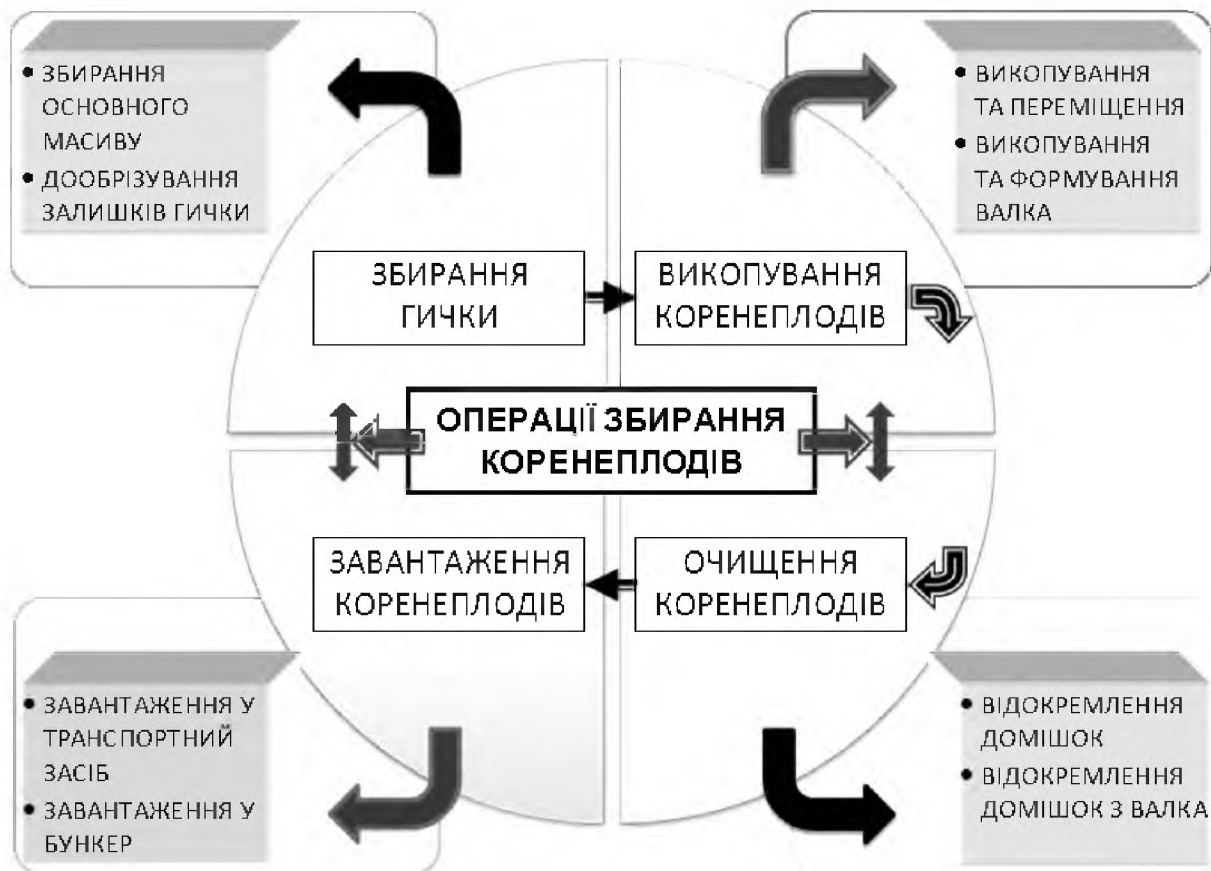 • ЗБИРАННЯ
ОСНОВНОГО
МАСИВУ
• ДООБРІЗУВАННЯ
ЗАЛИШКІВ ГИЧКИ
• ВИКОПУВАННЯ
ТА ПЕРЕМІЩЕННЯ
• ВИКОПУВАННЯ
ТА ФОРМУВАННЯ
ВАЛКА
ЗБИРАННЯ
ГИЧКИ
ВИКОПУВАННЯ
КОРЕНЕПЛОДІВ
ОПЕРАЦІЇ ЗБИРАННЯ
КОРЕНЕПЛОДІВ
ЗАВАНТАЖЕННЯ
КОРЕНЕПЛОДІВ
ОЧИЩЕННЯ
КОРЕНЕПЛОДІВ
• ЗАВАНТАЖЕННЯ У
ТРАНСПОРТНИЙ
ЗАСІБ
• ЗАВАНТАЖЕННЯ У
БУНКЕР
• ВІДОКРЕМЛЕННЯ
ДОМІШОК
• ВІДОКРЕМЛЕННЯ
ДОМІШОК З ВАЛКА